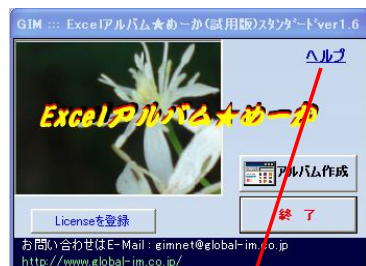 GIM ::: Excelアルバム★めーか(試用版)スタンダードver1.6
ヘルプ
Excelアルバム★めーか
アルバム作成
Licenseを登録
終 了
お問い合わせはE-Mail : gimnet@global-im.co.jp
http://www.global-im.co.jp/